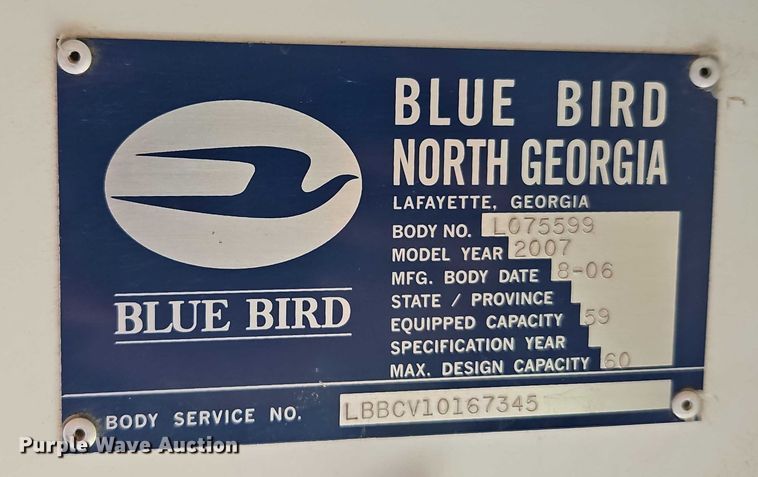 BLUE BIRD
BLUE BIRD
NORTH GEORGIA
LAFAYETTE, GEORGIA
BODY NO. L075599
MODEL YEAR 2007
MFG. BODY DATE 8-06
STATE / PROVINCE
EQUIPPED CAPACITY 59
SPECIFICATION YEAR
MAX. DESIGN CAPACITY 60
BODY SERVICE NO. LBBCV10167345
Purple Wave Auction